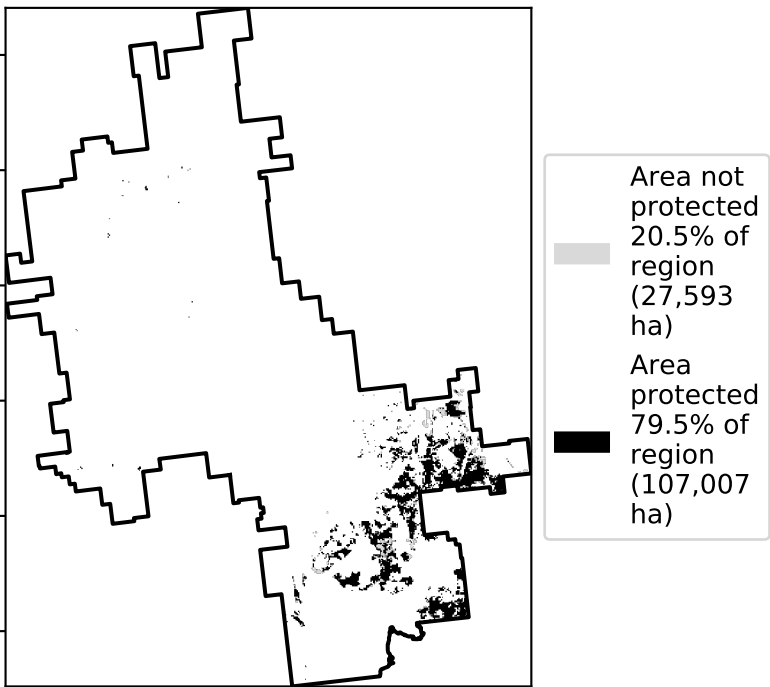 Area not
protected
20.5% of
region
(27,593
ha)
Area
protected
79.5% of
region
(107,007
ha)